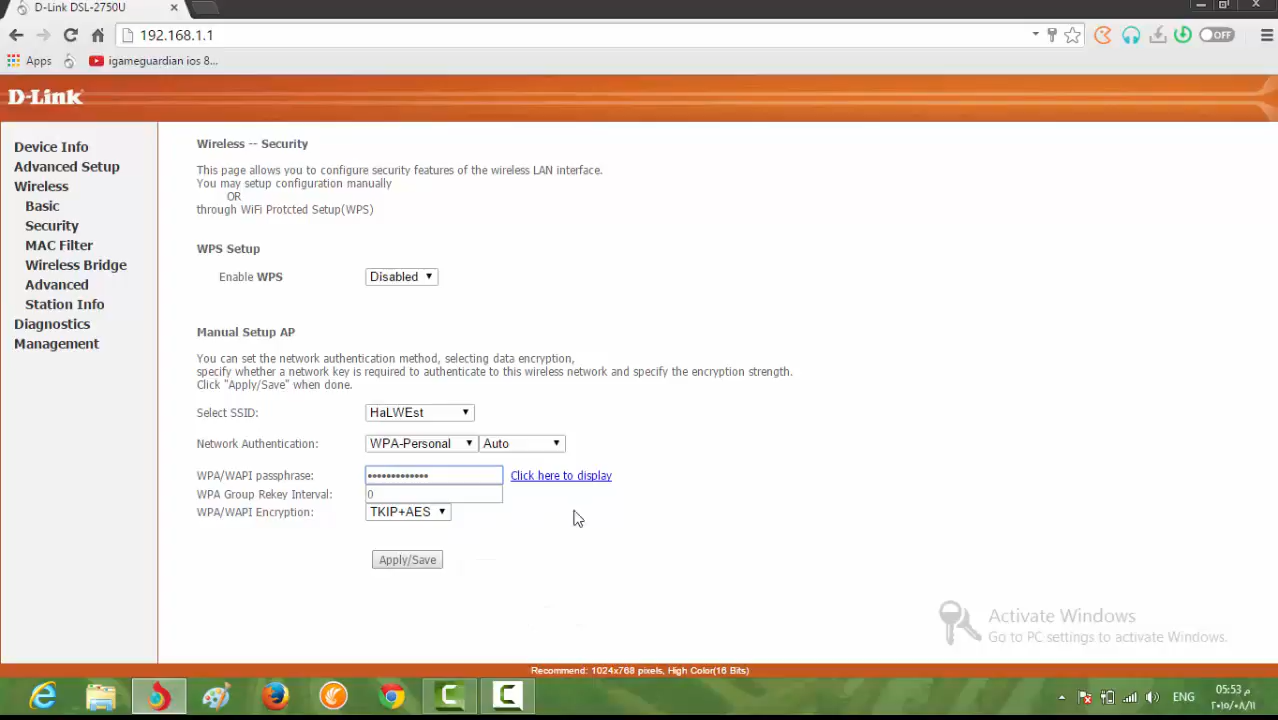 D-Link DSL-2750U
192.168.1.1
OFF
Apps
igameguardian ios 8...
D-Link
Device Info
Advanced Setup
Wireless
Basic
Security
MAC Filter
Wireless Bridge
Advanced
Station Info
Diagnostics
Management
Wireless -- Security
This page allows you to configure security features of the wireless LAN interface.
You may setup configuration manually
OR
through WiFi Protcted Setup(WPS)
WPS Setup
Enable WPS Disabled
Manual Setup AP
You can set the network authentication method, selecting data encryption,
specify whether a network key is required to authenticate to this wireless network and specify the encryption strength.
Click "Apply/Save" when done.
Select SSID: HaLWEst
Network Authentication: WPA-Personal Auto
WPA/WAPI passphrase: ••••••••••••• Click here to display
WPA Group Rekey Interval: 0
WPA/WAPI Encryption: TKIP+AES
Apply/Save
Activate Windows
Go to PC settings to activate Windows.
Recommend: 1024x768 pixels, High Color(16 Bits)
ENG
05:53 م
٢٠١٥/٠٨/١١